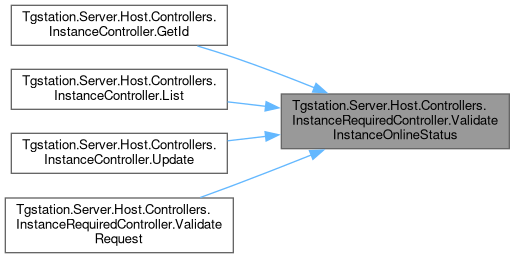 Tgstation.Server.Host.Controllers.
InstanceController.GetId
Tgstation.Server.Host.Controllers.
InstanceController.List
Tgstation.Server.Host.Controllers.
InstanceRequiredController.Validate
InstanceOnlineStatus
Tgstation.Server.Host.Controllers.
InstanceController.Update
Tgstation.Server.Host.Controllers.
InstanceRequiredController.Validate
Request